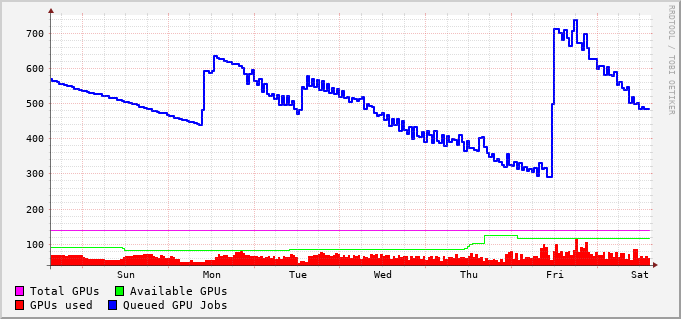 700
600
500
400
300
200
100
Sun Mon Tue Wed Thu Fri Sat
RRDTOOL / TOBI OETIKER
Total GPUs Available GPUs
GPUs used Queued GPU Jobs